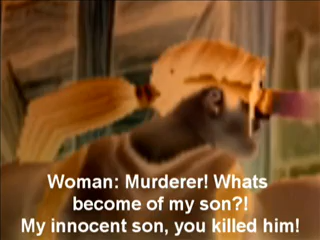 Woman: Murderer! Whats
become of my son?!
My innocent son, you killed him!